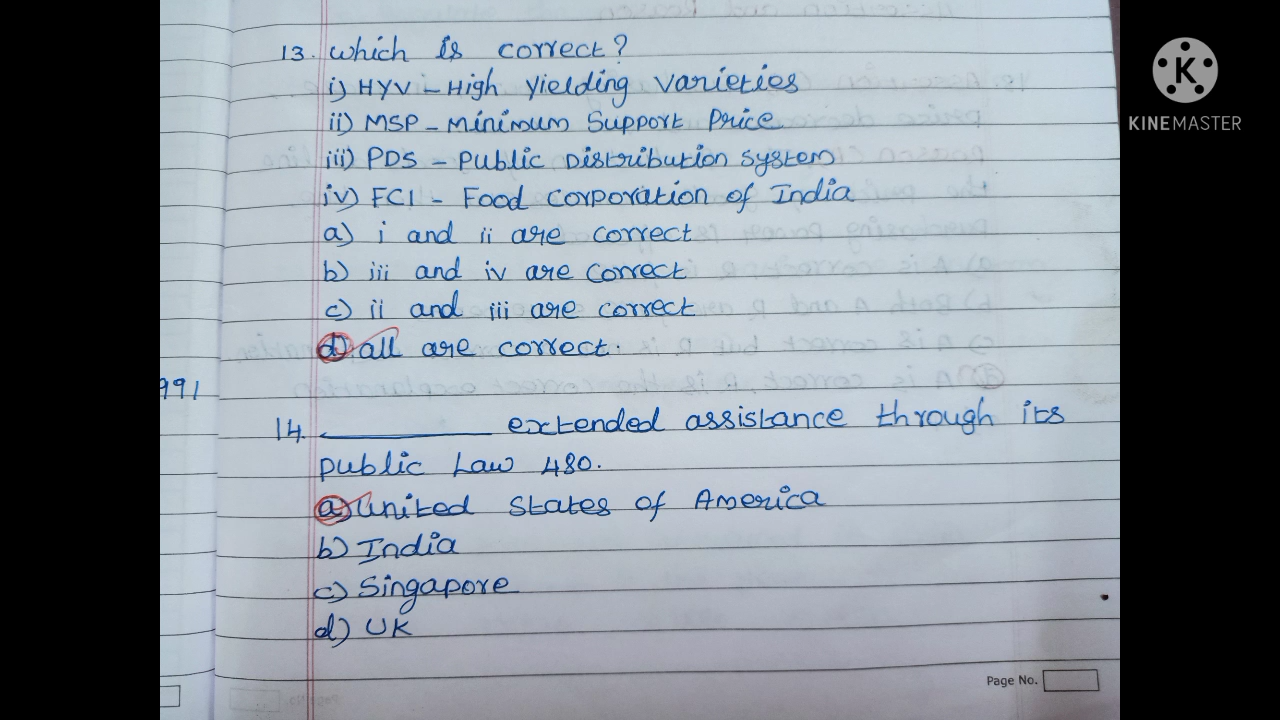 13. Which is correct?
i) HYV - High Yielding Varieties
ii) MSP - Minimum Support Price
iii) PDS - Public Distribution System
iv) FCI - Food Corporation of India
a) i and ii are correct
b) iii and iv are correct
c) ii and iii are correct
d) all are correct.
991
14. ________ extended assistance through its
public Law 480.
a) United States of America
b) India
c) Singapore
d) UK
Page No.
K
KINEMASTER